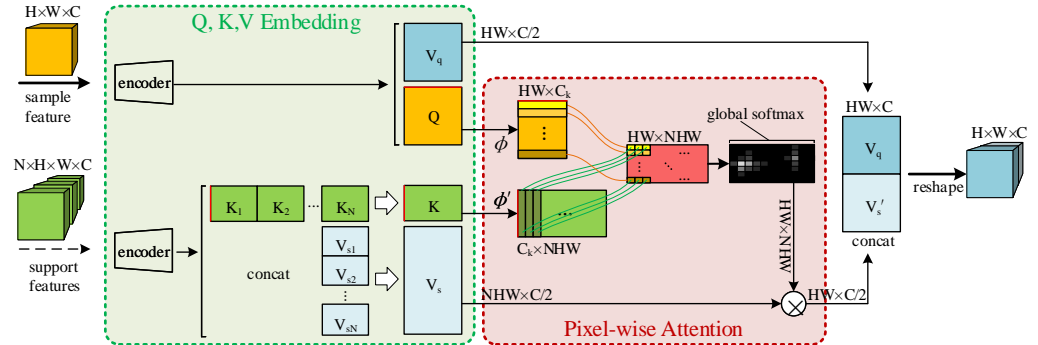 H×W×C
sample
feature
N×H×W×C
support
features
Q, K,V Embedding
encoder
V_q
Q
encoder
K_1
K_2
...
K_N
K
V_s1
V_s2
⋮
V_sN
concat
V_s
HW×C/2
ϕ
ϕ'
NHW×C/2
HW×C_k
⋮
...
C_k×NHW
HW×NHW
...
⋮
⋱
...
global softmax
HW×NHW
HW×C/2
Pixel-wise Attention
HW×C
V_q
V_s'
concat
reshape
H×W×C